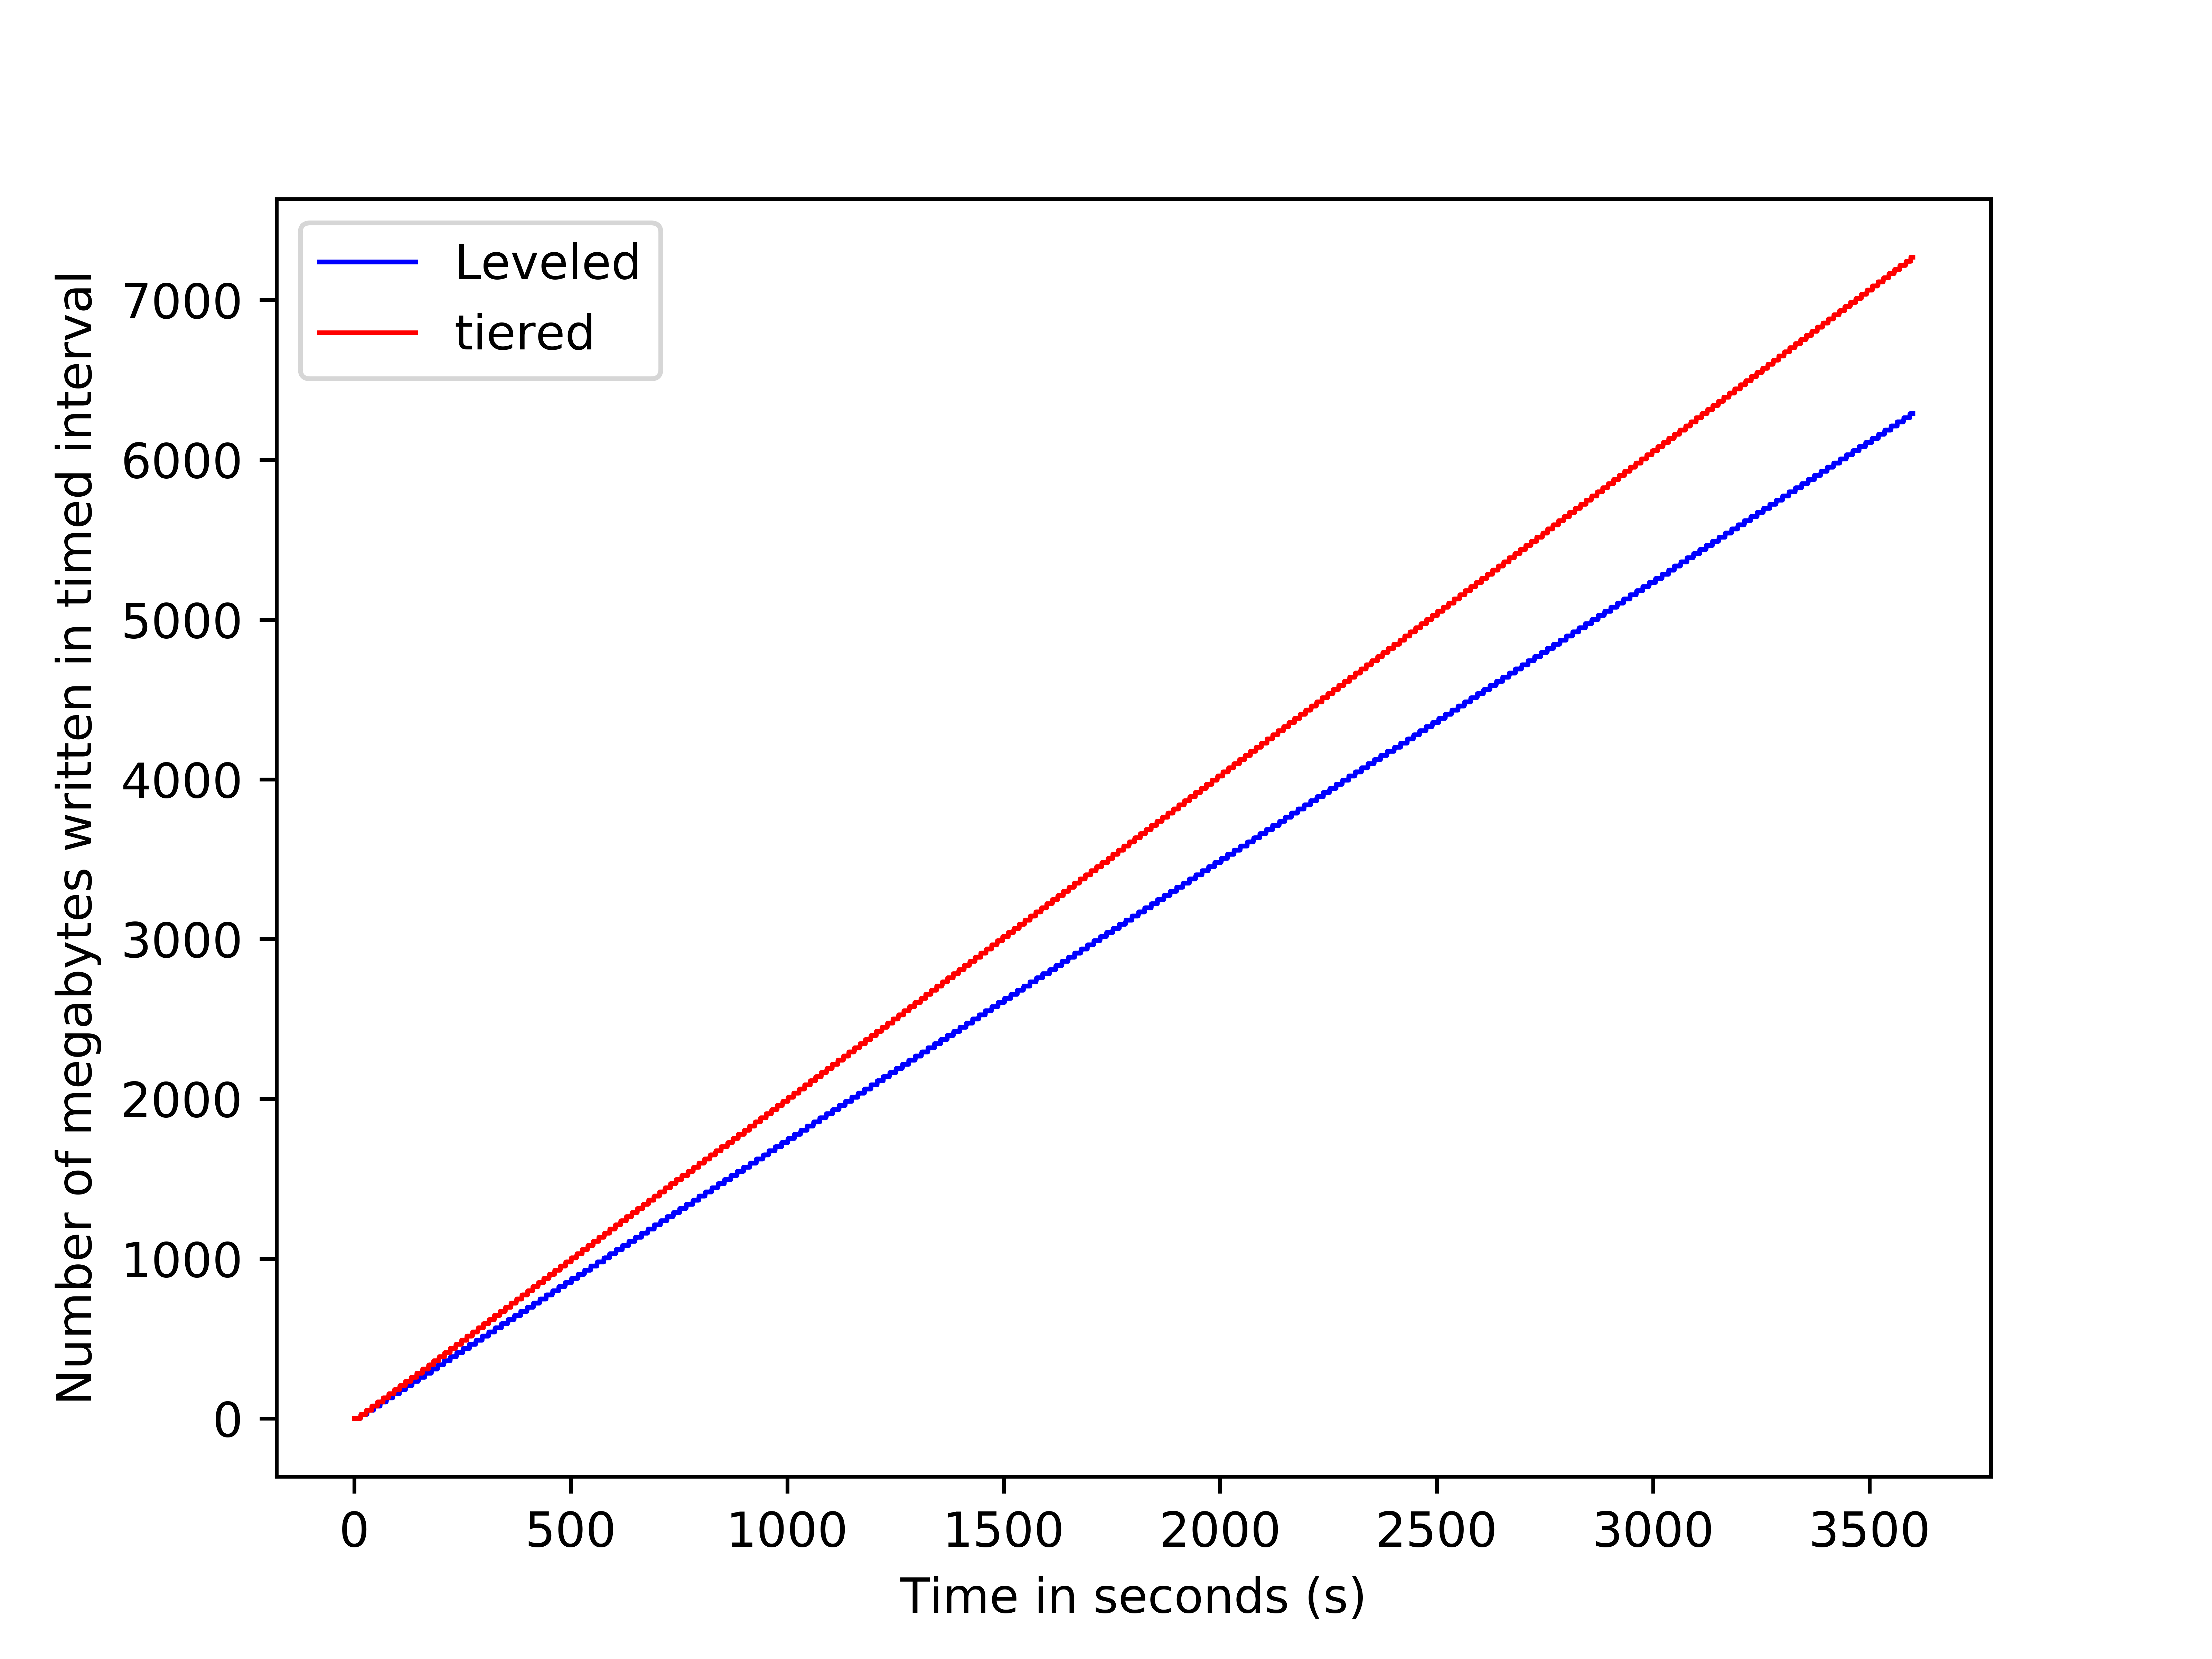 Leveled
tiered
Number of megabytes written in timed interval
7000
6000
5000
4000
3000
2000
1000
0
0 500 1000 1500 2000 2500 3000 3500
Time in seconds (s)